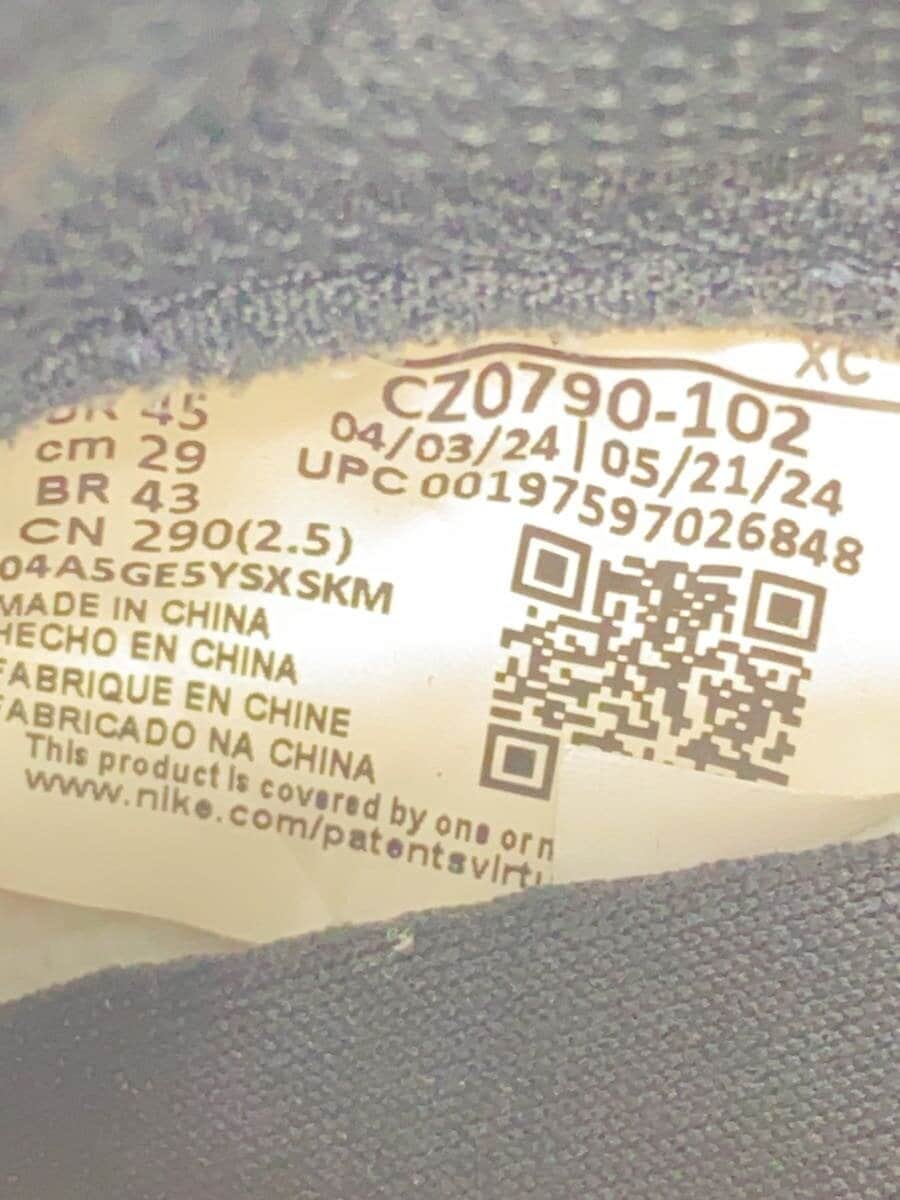 XC
CZ0790-102
04/03/24 | 05/21/24
UPC 00197597026848
45
cm 29
BR 43
CN 290(2.5)
04A5GE5YSXSKM
MADE IN CHINA
HECHO EN CHINA
FABRIQUE EN CHINE
FABRICADO NA CHINA
This product is covered by one or
www.nike.com/patentsvirtu